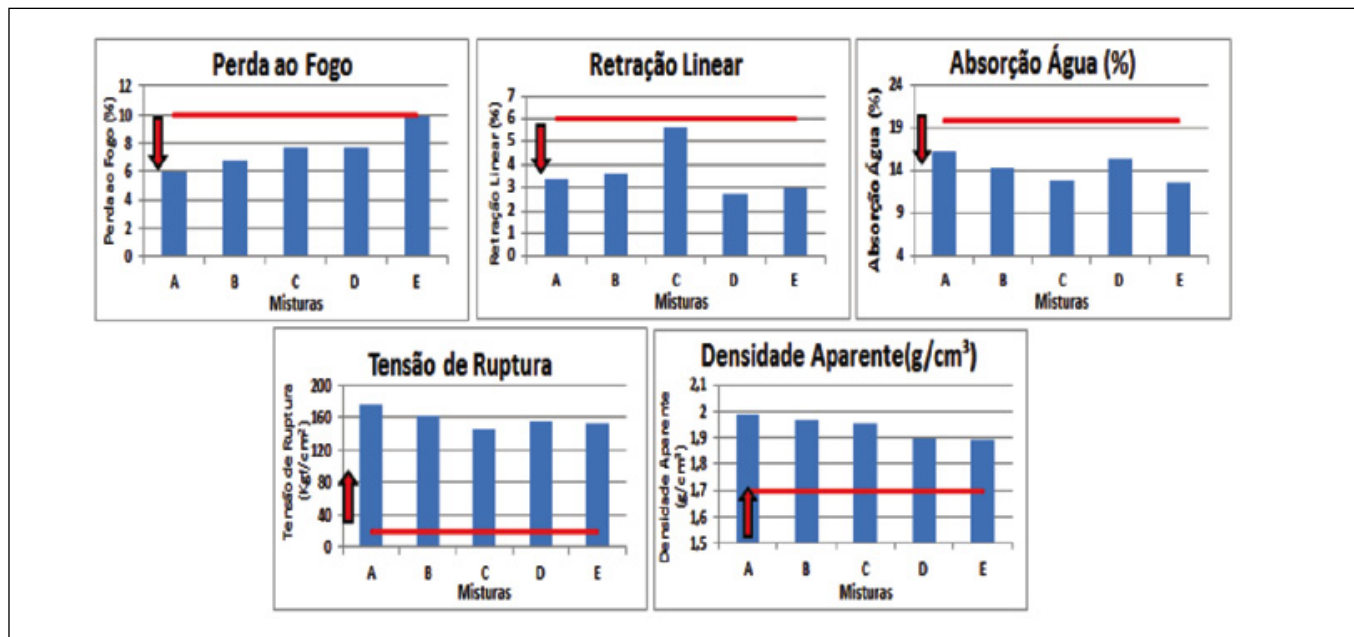 Perda ao Fogo
Perda ao Fogo (%)
12
10
8
6
4
2
0
A B C D E
Misturas
Retração Linear
Retração Linear (%)
7
6
5
4
3
2
1
0
A B C D E
Misturas
Absorção Água (%)
Absorção Água (%)
24
19
14
9
4
A B C D E
Misturas
Tensão de Ruptura
Tensão de Ruptura
(Kgf/cm²)
200
160
120
80
40
0
A B C D E
Misturas
Densidade Aparente(g/cm³)
Densidade Aparente
(g/cm³)
2,1
2
1,9
1,8
1,7
1,6
1,5
A B C D E
Misturas